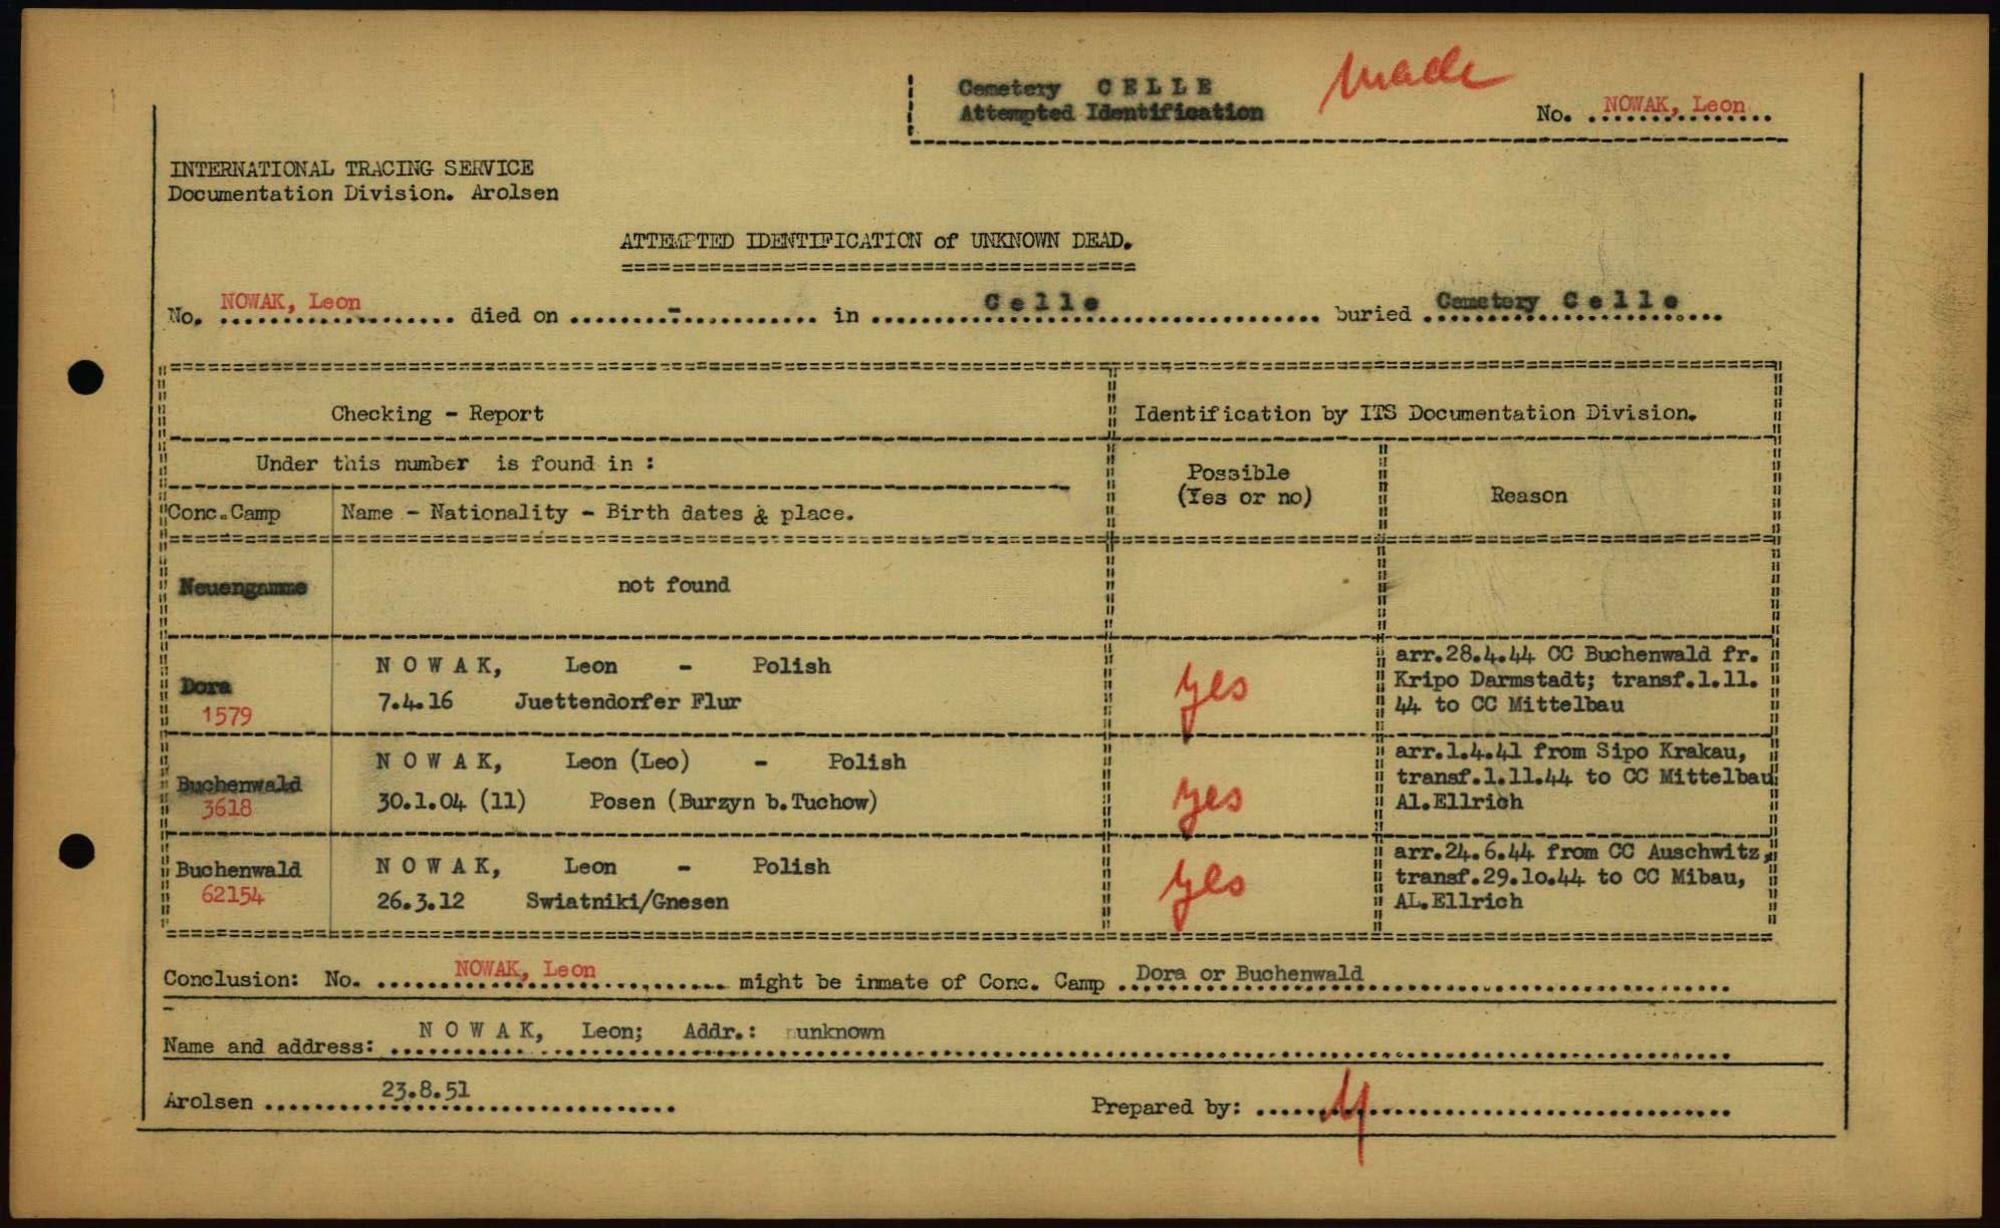 Cemetery C E L L E
Attempted Identification
made
No. NOWAK, Leon
INTERNATIONAL TRACING SERVICE
Documentation Division. Arolsen
ATTEMPTED IDENTIFICATION of UNKNOWN DEAD.
No. NOWAK, Leon died on - in C e l l e buried Cemetery C e l l e
Checking - Report
Identification by ITS Documentation Division.
Under this number is found in :
Possible
(Yes or no)
Reason
Conc.Camp
Name - Nationality - Birth dates & place.
Neuengamme
not found
Dora
1579
N O W A K, Leon - Polish
7.4.16 Juettendorfer Flur
yes
arr.28.4.44 CC Buchenwald fr.
Kripo Darmstadt; transf.1.11.
44 to CC Mittelbau
Buchenwald
3618
N O W A K, Leon (Leo) - Polish
30.1.04 (11) Posen (Burzyn b.Tuchow)
yes
arr.1.4.41 from Sipo Krakau,
transf.1.11.44 to CC Mittelbau
Al.Ellrich
Buchenwald
62154
N O W A K, Leon - Polish
26.3.12 Swiatniki/Gnesen
yes
arr.24.6.44 from CC Auschwitz,
transf.29.10.44 to CC Mibau,
AL.Ellrich
Conclusion: No. NOWAK, Leon might be inmate of Conc. Camp Dora or Buchenwald
Name and address: N O W A K, Leon; Addr.: unknown
Arolsen 23.8.51
Prepared by: